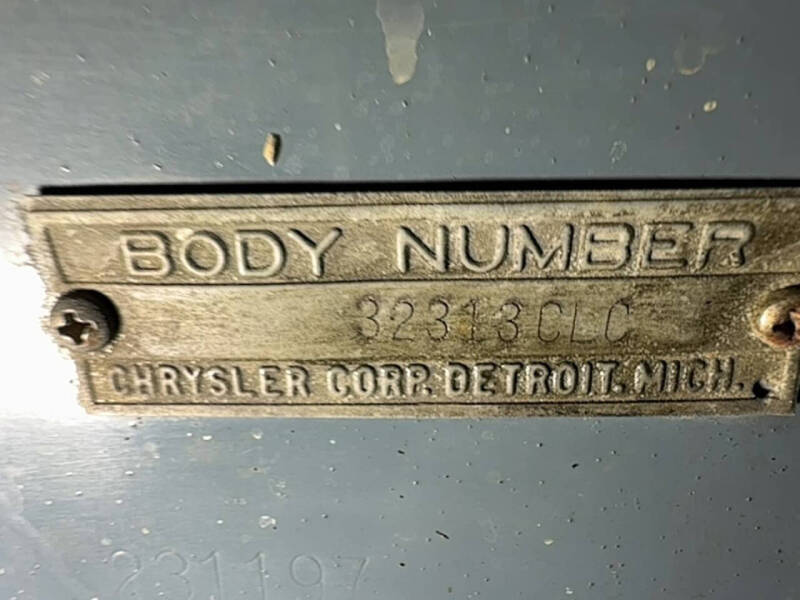 BODY NUMBER
32313CLC
CHRYSLER CORP. DETROIT. MICH.
231197